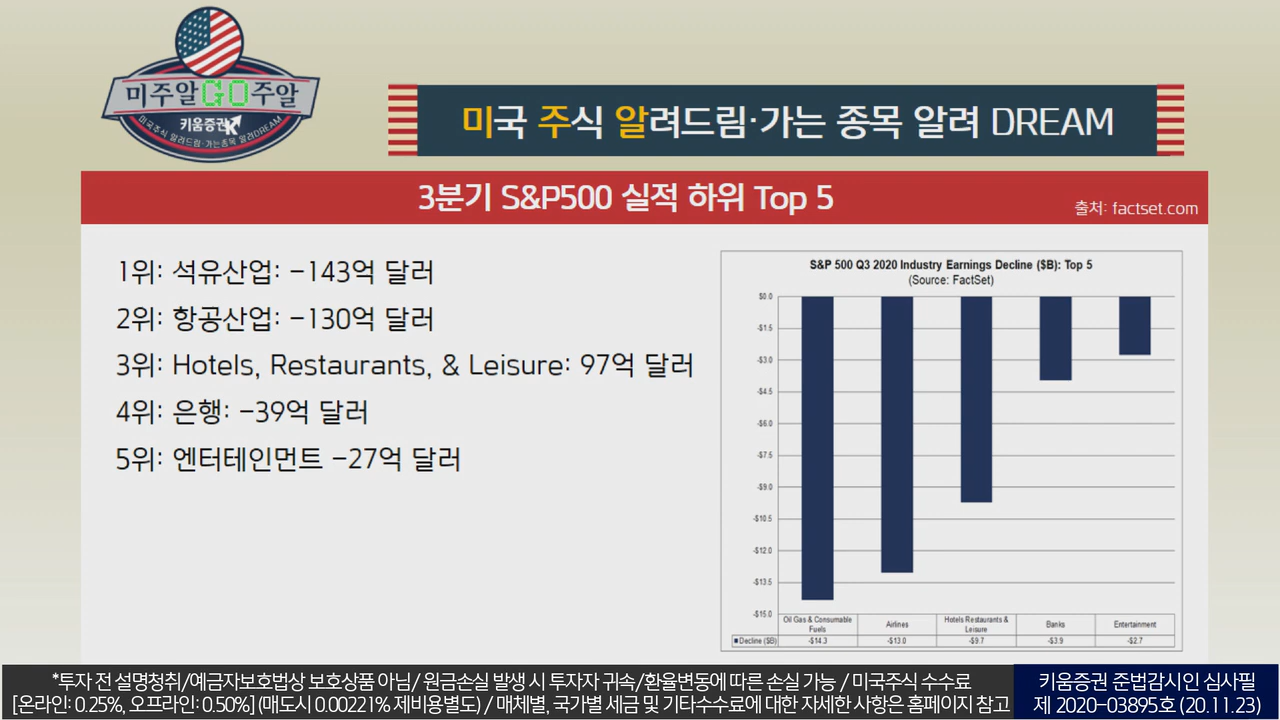 미주알GO주알
키움증권
미국주식 알려드림·가는종목 알려DREAM
미국 주식 알려드림·가는 종목 알려 DREAM
3분기 S&P500 실적 하위 Top 5
출처: factset.com
1위: 석유산업: -143억 달러
2위: 항공산업: -130억 달러
3위: Hotels, Restaurants, & Leisure: 97억 달러
4위: 은행: -39억 달러
5위: 엔터테인먼트 -27억 달러
S&P 500 Q3 2020 Industry Earnings Decline ($B): Top 5
(Source: FactSet)
$0.0
-$1.5
-$3.0
-$4.5
-$6.0
-$7.5
-$9.0
-$10.5
-$12.0
-$13.5
-$15.0
Oil Gas & Consumable Fuels Airlines Hotels Restaurants & Leisure Banks Entertainment
Decline ($B) -$14.3 -$13.0 -$9.7 -$3.9 -$2.7
*투자 전 설명청취/예금자보호법상 보호상품 아님/ 원금손실 발생 시 투자자 귀속/환율변동에 따른 손실 가능 / 미국주식 수수료
[온라인: 0.25%, 오프라인: 0.50%] (매도시 0.00221% 제비용별도) / 매체별, 국가별 세금 및 기타수수료에 대한 자세한 사항은 홈페이지 참고
키움증권 준법감시인 심사필
제 2020-03895호 (20.11.23)